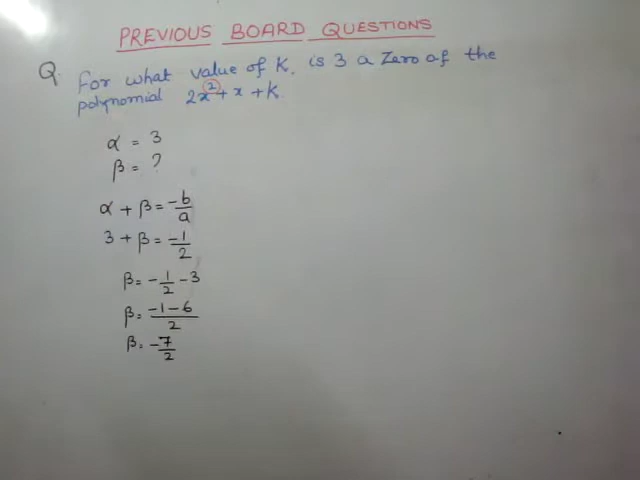 PREVIOUS BOARD QUESTIONS
Q. For what value of K, is 3 a zero of the
polynomial 2x² + x + K.
α = 3
β = ?
α + β = -b/a
3 + β = -1/2
β = -1/2 - 3
β = -1-6/2
β = -7/2